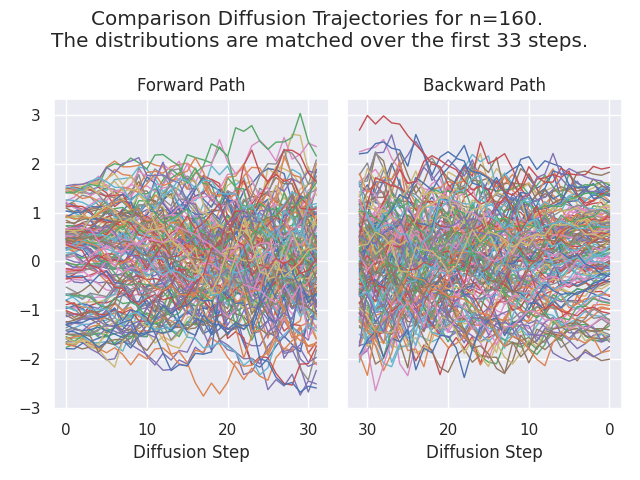 Comparison Diffusion Trajectories for n=160.
The distributions are matched over the first 33 steps.
Forward Path
Backward Path
3
2
1
0
−1
−2
−3
0 10 20 30
30 20 10 0
Diffusion Step
Diffusion Step